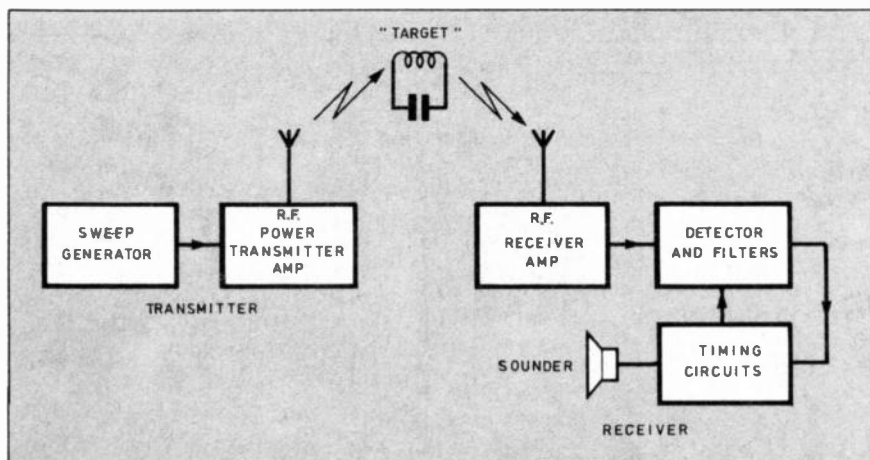 "TARGET"
SWEEP
GENERATOR
R.F.
POWER
TRANSMITTER
AMP
TRANSMITTER
R.F.
RECEIVER
AMP
DETECTOR
AND FILTERS
TIMING
CIRCUITS
SOUNDER
RECEIVER